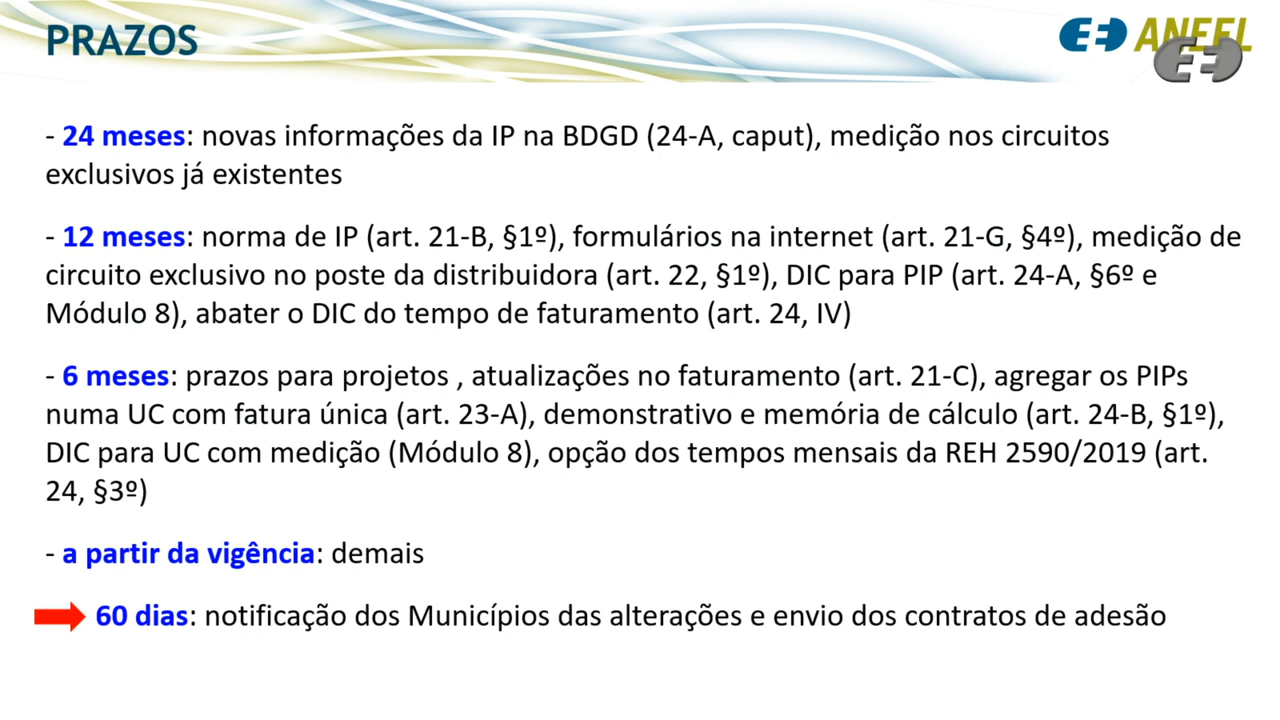 PRAZOS
ANEEL
- 24 meses: novas informações da IP na BDGD (24-A, caput), medição nos circuitos
exclusivos já existentes
- 12 meses: norma de IP (art. 21-B, §1º), formulários na internet (art. 21-G, §4º), medição de
circuito exclusivo no poste da distribuidora (art. 22, §1º), DIC para PIP (art. 24-A, §6º e
Módulo 8), abater o DIC do tempo de faturamento (art. 24, IV)
- 6 meses: prazos para projetos , atualizações no faturamento (art. 21-C), agregar os PIPs
numa UC com fatura única (art. 23-A), demonstrativo e memória de cálculo (art. 24-B, §1º),
DIC para UC com medição (Módulo 8), opção dos tempos mensais da REH 2590/2019 (art.
24, §3º)
- a partir da vigência: demais
60 dias: notificação dos Municípios das alterações e envio dos contratos de adesão